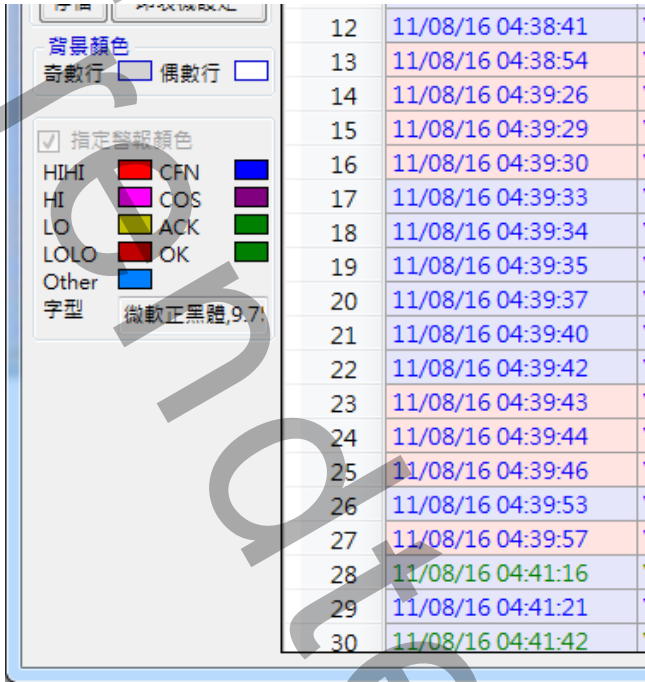 背景顏色
奇數行 偶數行
指定警報顏色
HIHI CFN
HI COS
LO ACK
LOLO OK
Other
字型 微軟正黑體,9.75
12 11/08/16 04:38:41
13 11/08/16 04:38:54
14 11/08/16 04:39:26
15 11/08/16 04:39:29
16 11/08/16 04:39:30
17 11/08/16 04:39:33
18 11/08/16 04:39:34
19 11/08/16 04:39:35
20 11/08/16 04:39:37
21 11/08/16 04:39:40
22 11/08/16 04:39:42
23 11/08/16 04:39:43
24 11/08/16 04:39:44
25 11/08/16 04:39:46
26 11/08/16 04:39:53
27 11/08/16 04:39:57
28 11/08/16 04:41:16
29 11/08/16 04:41:21
30 11/08/16 04:41:42